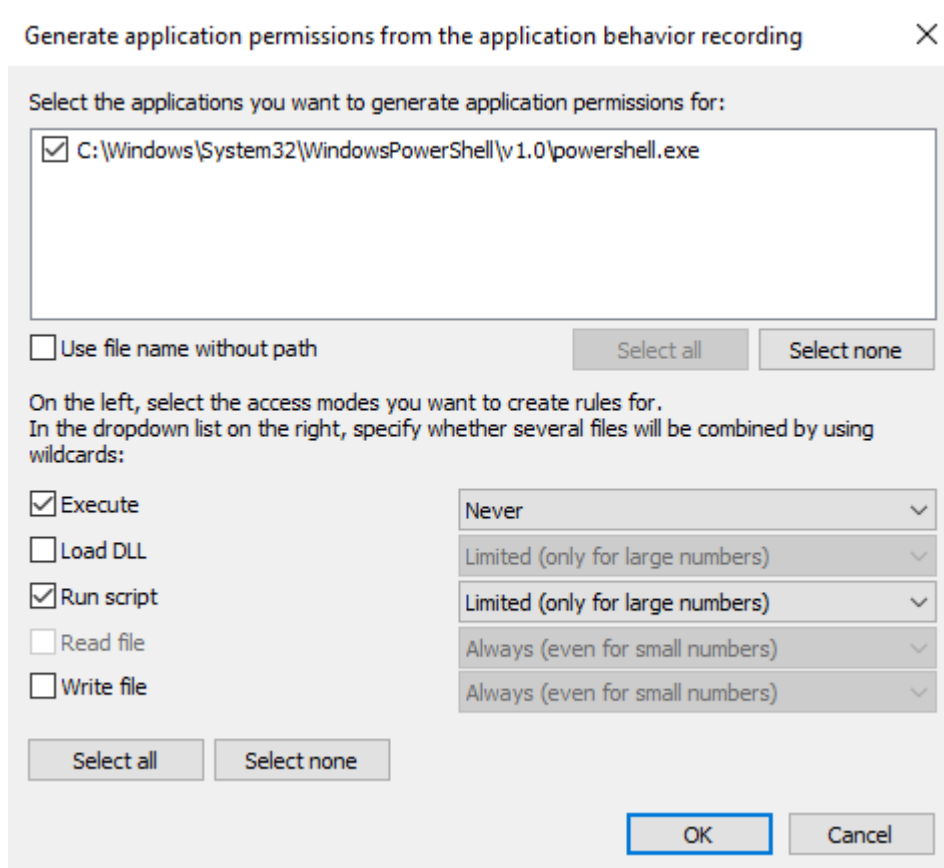 Generate application permissions from the application behavior recording
Select the applications you want to generate application permissions for:
C:\Windows\System32\WindowsPowerShell\v1.0\powershell.exe
Use file name without path
Select all
Select none
On the left, select the access modes you want to create rules for.
In the dropdown list on the right, specify whether several files will be combined by using
wildcards:
Execute
Never
Load DLL
Limited (only for large numbers)
Run script
Limited (only for large numbers)
Read file
Always (even for small numbers)
Write file
Always (even for small numbers)
Select all
Select none
OK
Cancel